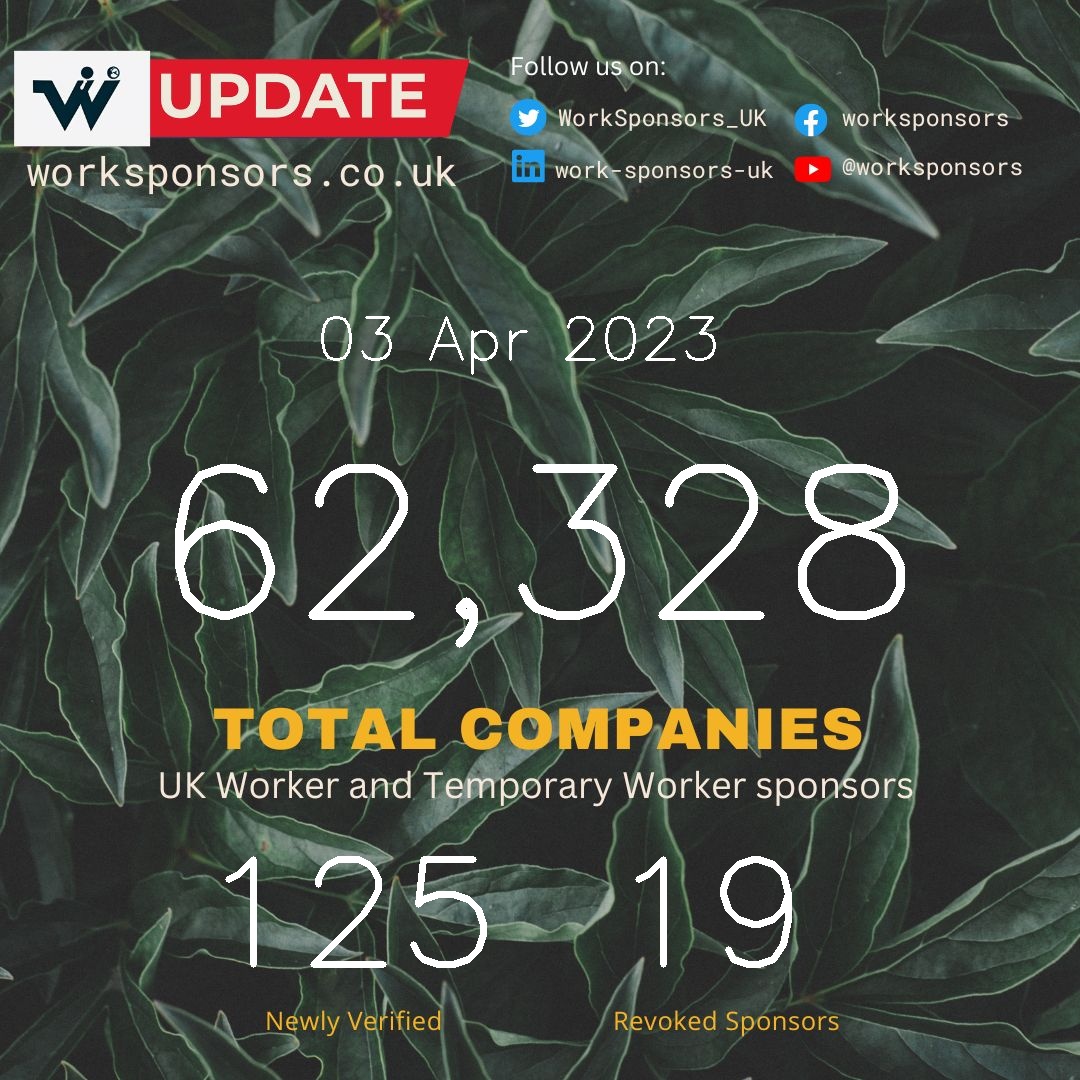 W UPDATE
worksponsors.co.uk
Follow us on:
WorkSponsors_UK
worksponsors
work-sponsors-uk
@worksponsors
03 Apr 2023
62,328
TOTAL COMPANIES
UK Worker and Temporary Worker sponsors
125 19
Newly Verified Revoked Sponsors